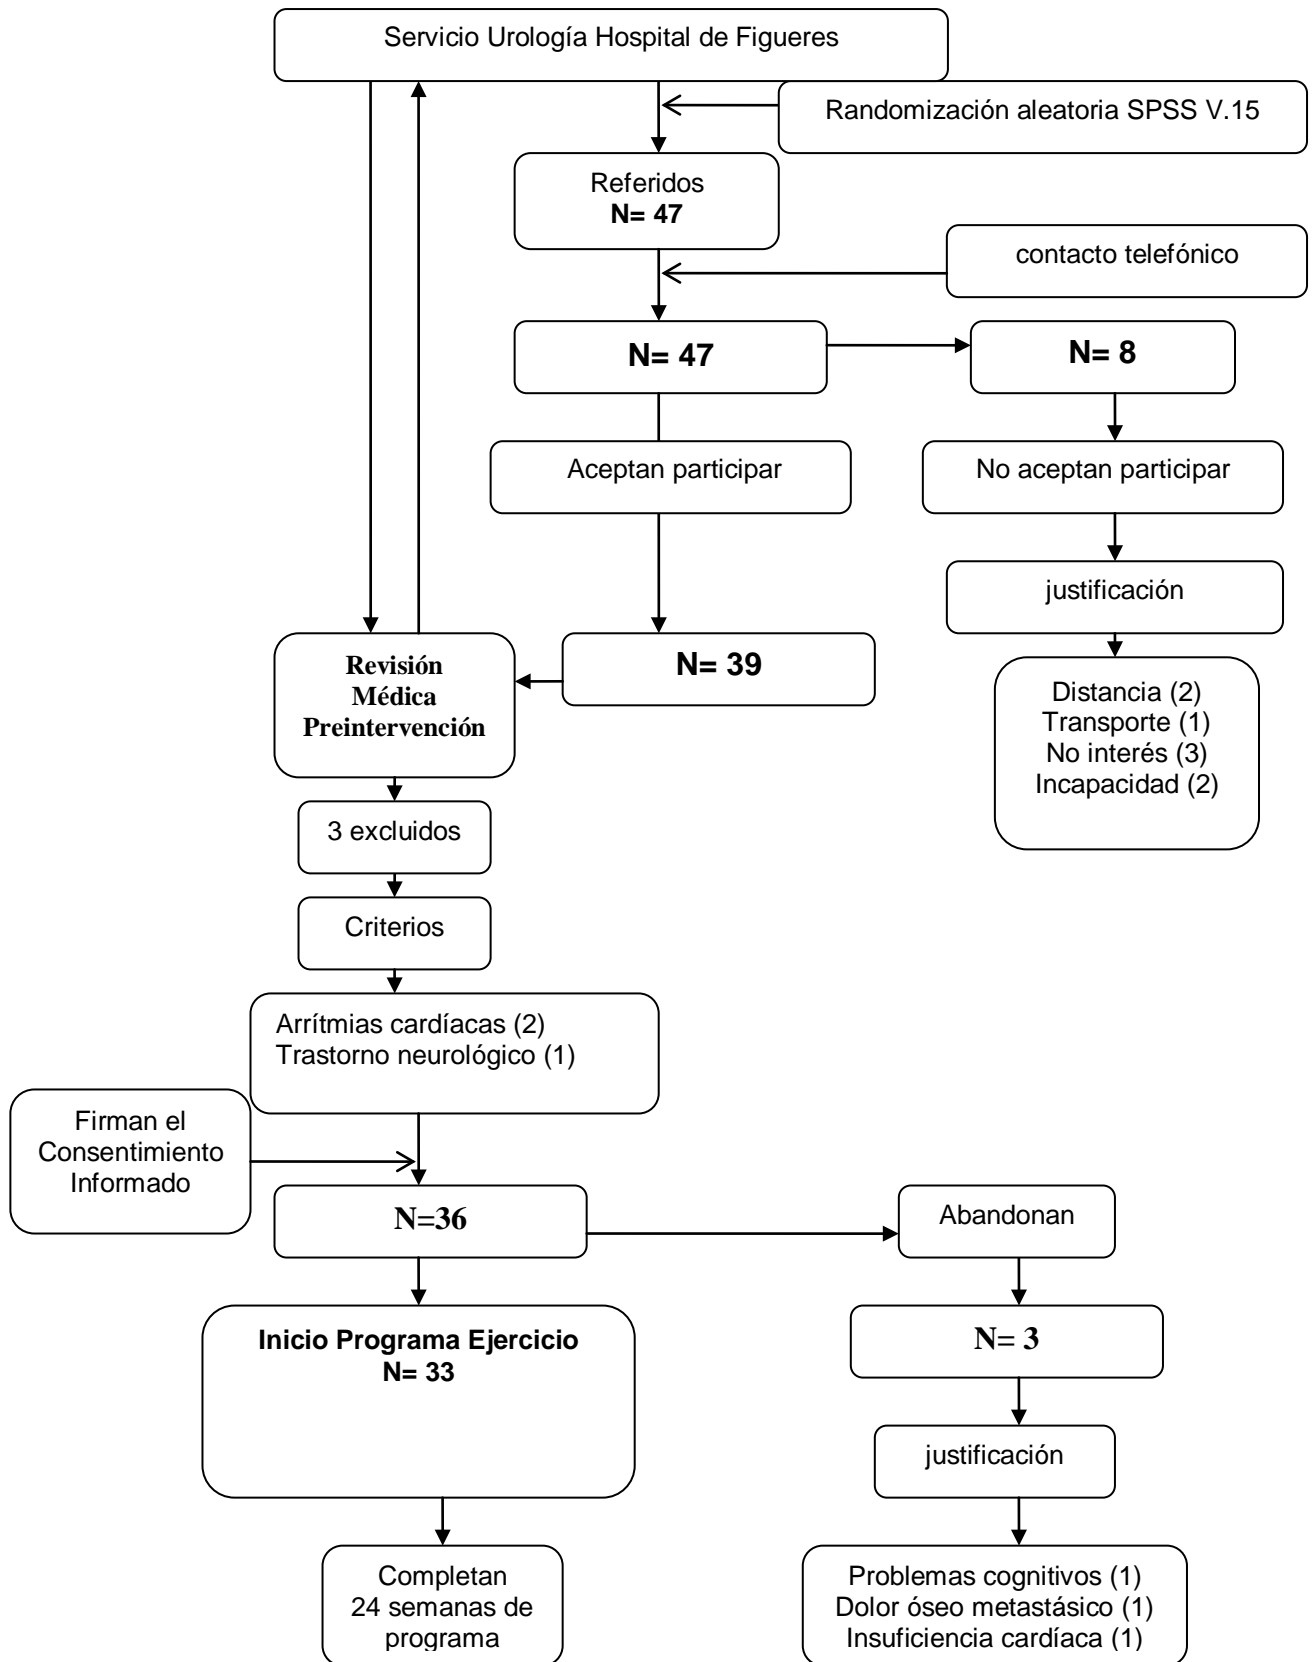 Servicio Urología Hospital de Figueres
Randomización aleatoria SPSS V.15
Referidos
N= 47
contacto telefónico
N= 47
N= 8
Aceptan participar
No aceptan participar
justificación
N= 39
Revisión
Médica
Preintervención
Distancia (2)
Transporte (1)
No interés (3)
Incapacidad (2)
3 excluidos
Criterios
Arrítmias cardíacas (2)
Trastorno neurológico (1)
Firman el
Consentimiento
Informado
N=36
Abandonan
Inicio Programa Ejercicio
N= 33
N= 3
justificación
Completan
24 semanas de
programa
Problemas cognitivos (1)
Dolor óseo metastásico (1)
Insuficiencia cardíaca (1)